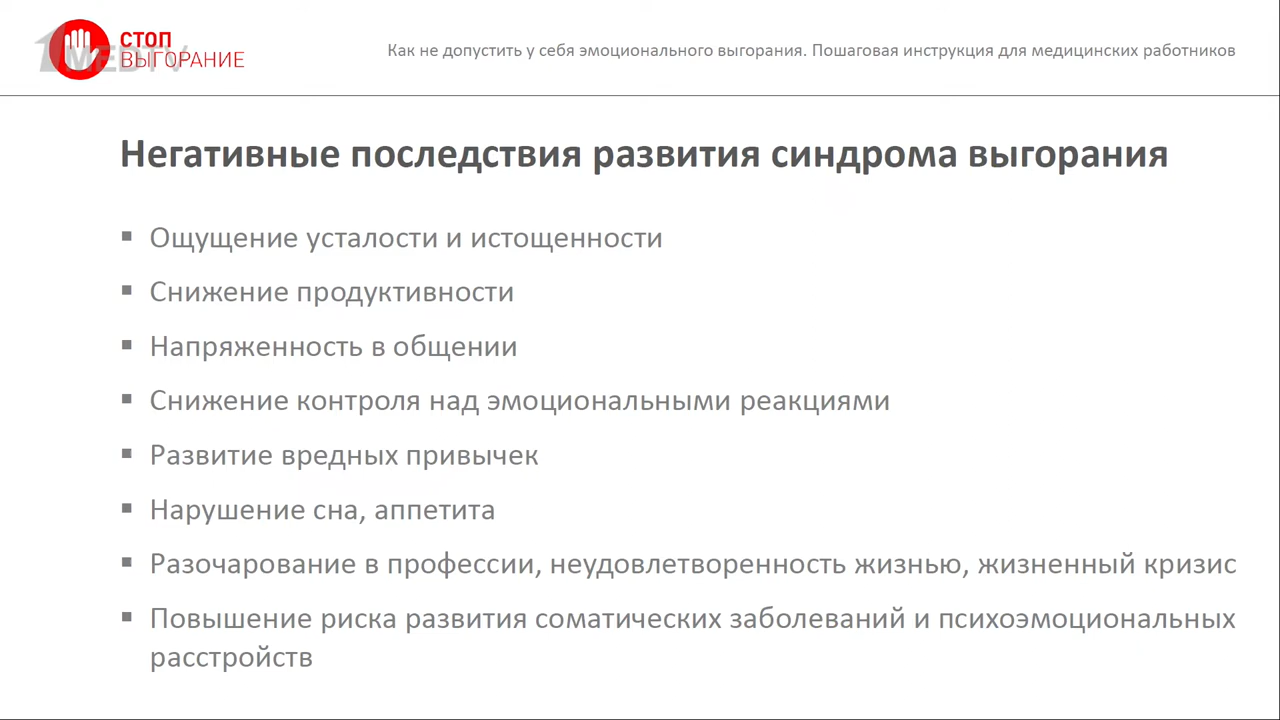 СТОП
ВЫГОРАНИЕ
1MEDTV
Как не допустить у себя эмоционального выгорания. Пошаговая инструкция для медицинских работников
Негативные последствия развития синдрома выгорания
▪ Ощущение усталости и истощенности
▪ Снижение продуктивности
▪ Напряженность в общении
▪ Снижение контроля над эмоциональными реакциями
▪ Развитие вредных привычек
▪ Нарушение сна, аппетита
▪ Разочарование в профессии, неудовлетворенность жизнью, жизненный кризис
▪ Повышение риска развития соматических заболеваний и психоэмоциональных
расстройств